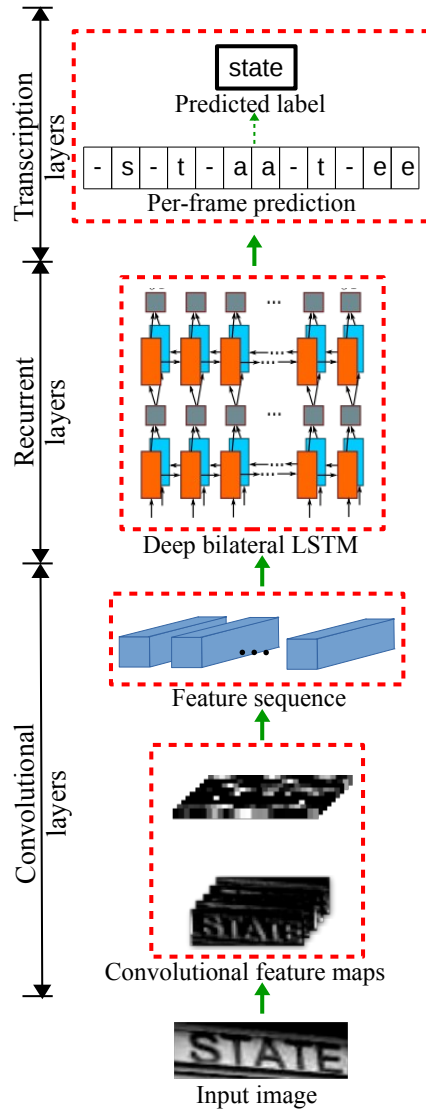 state
Predicted label
- s - t - a a - t - e e
Per-frame prediction
Transcription
layers
...
...
...
...
Deep bilateral LSTM
Recurrent
layers
...
Feature sequence
STATE
Convolutional feature maps
Convolutional
layers
STATE
Input image